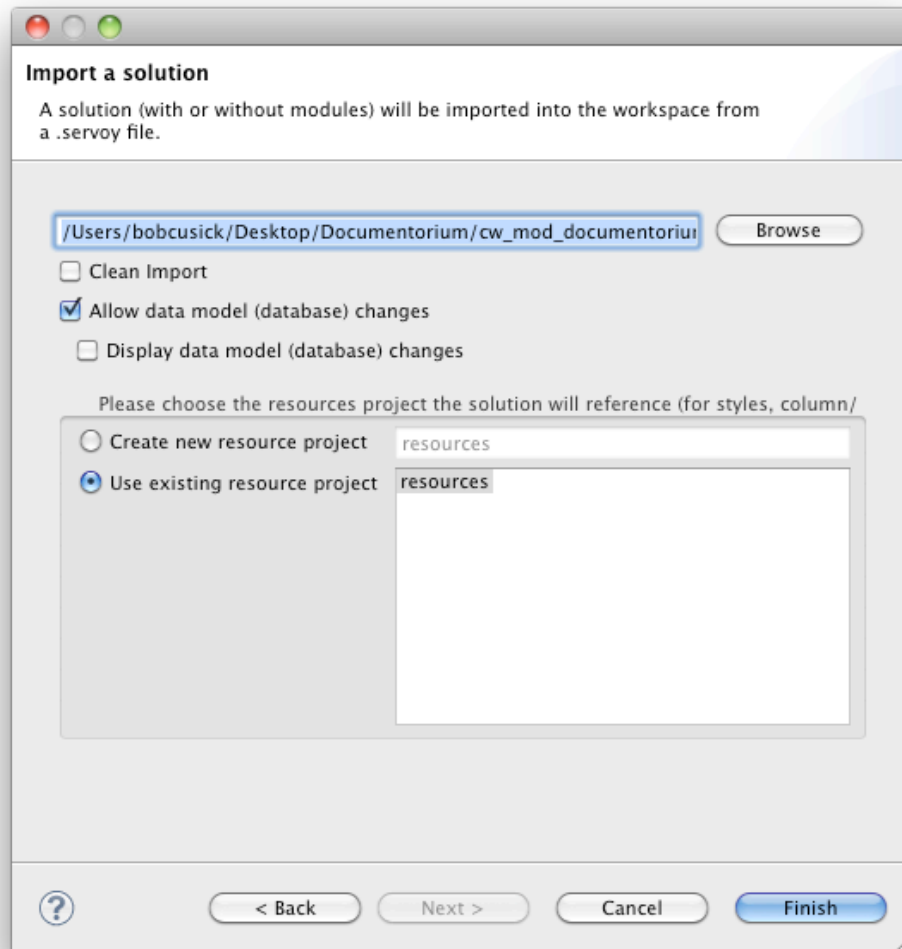 Import a solution
A solution (with or without modules) will be imported into the workspace from
a .servoy file.
/Users/bobcusick/Desktop/Documentorium/cw_mod_documentoriun
Browse
Clean Import
Allow data model (database) changes
Display data model (database) changes
Please choose the resources project the solution will reference (for styles, column/
Create new resource project
resources
Use existing resource project
resources
?
< Back
Next >
Cancel
Finish